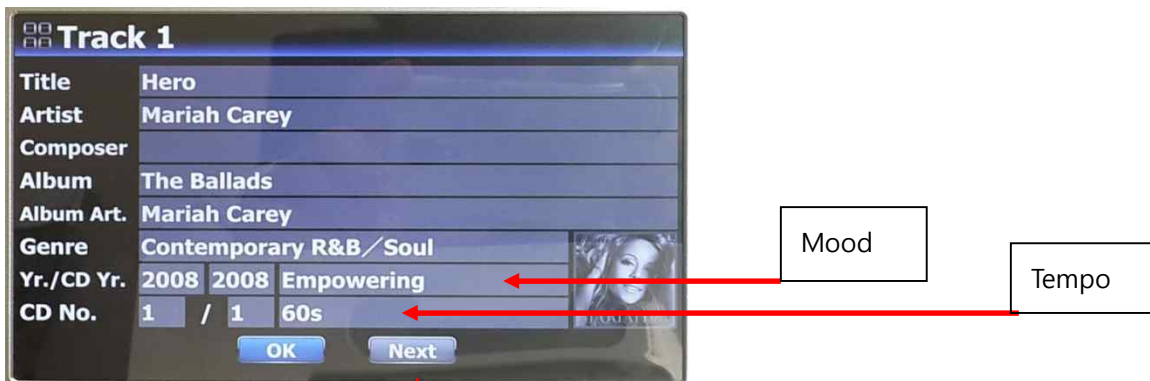 Track 1
Title Hero
Artist Mariah Carey
Composer
Album The Ballads
Album Art. Mariah Carey
Genre Contemporary R&B／Soul
Yr./CD Yr. 2008 2008 Empowering
CD No. 1 / 1 60s
OK Next
Mood
Tempo